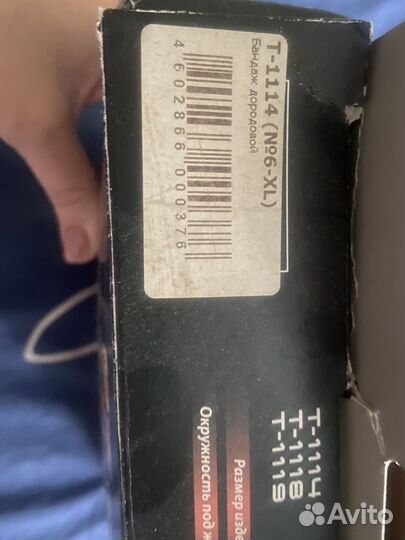 Т-1114 (№6-XL)
Бандаж дородовой
4 602866 000376
Т-1114
Т-1118
Т-1119
Размер изде
Окружность под ж
Avito